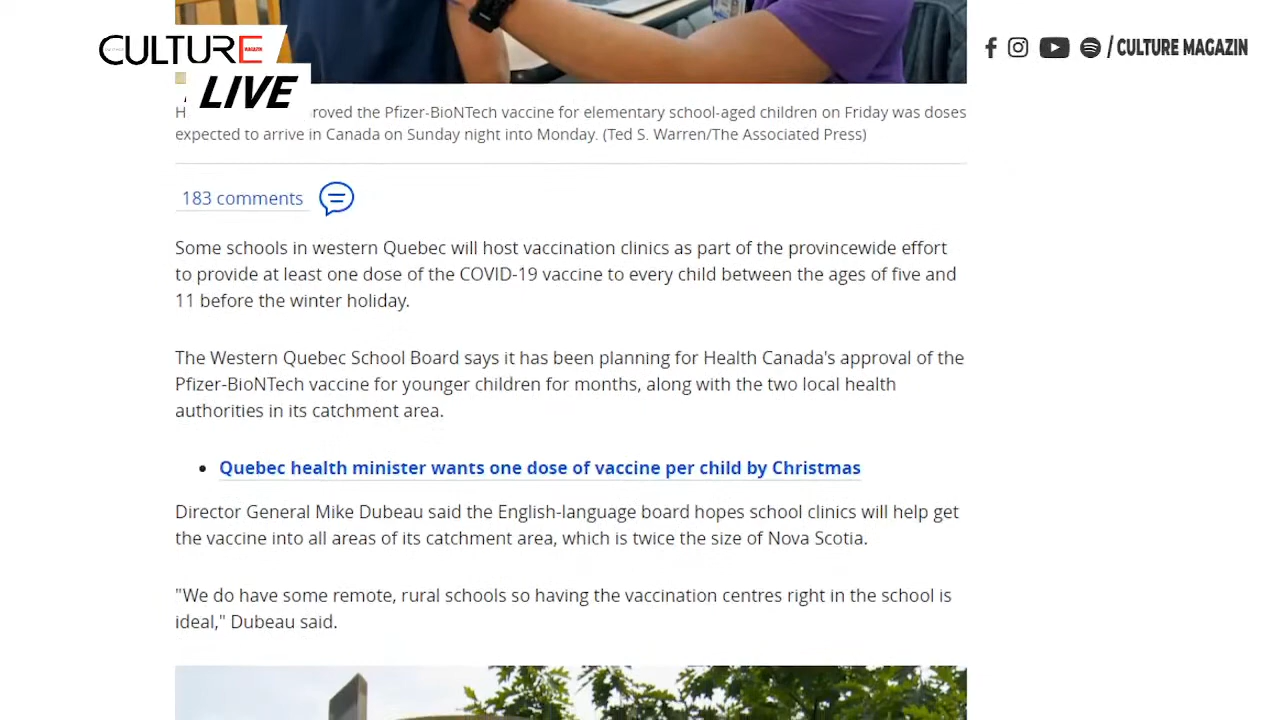 CULTURE
MAGAZIN
LIVE
/ CULTURE MAGAZIN
H roved the Pfizer-BioNTech vaccine for elementary school-aged children on Friday was doses
expected to arrive in Canada on Sunday night into Monday. (Ted S. Warren/The Associated Press)
183 comments
Some schools in western Quebec will host vaccination clinics as part of the provincewide effort
to provide at least one dose of the COVID-19 vaccine to every child between the ages of five and
11 before the winter holiday.
The Western Quebec School Board says it has been planning for Health Canada's approval of the
Pfizer-BioNTech vaccine for younger children for months, along with the two local health
authorities in its catchment area.
• Quebec health minister wants one dose of vaccine per child by Christmas
Director General Mike Dubeau said the English-language board hopes school clinics will help get
the vaccine into all areas of its catchment area, which is twice the size of Nova Scotia.
"We do have some remote, rural schools so having the vaccination centres right in the school is
ideal," Dubeau said.